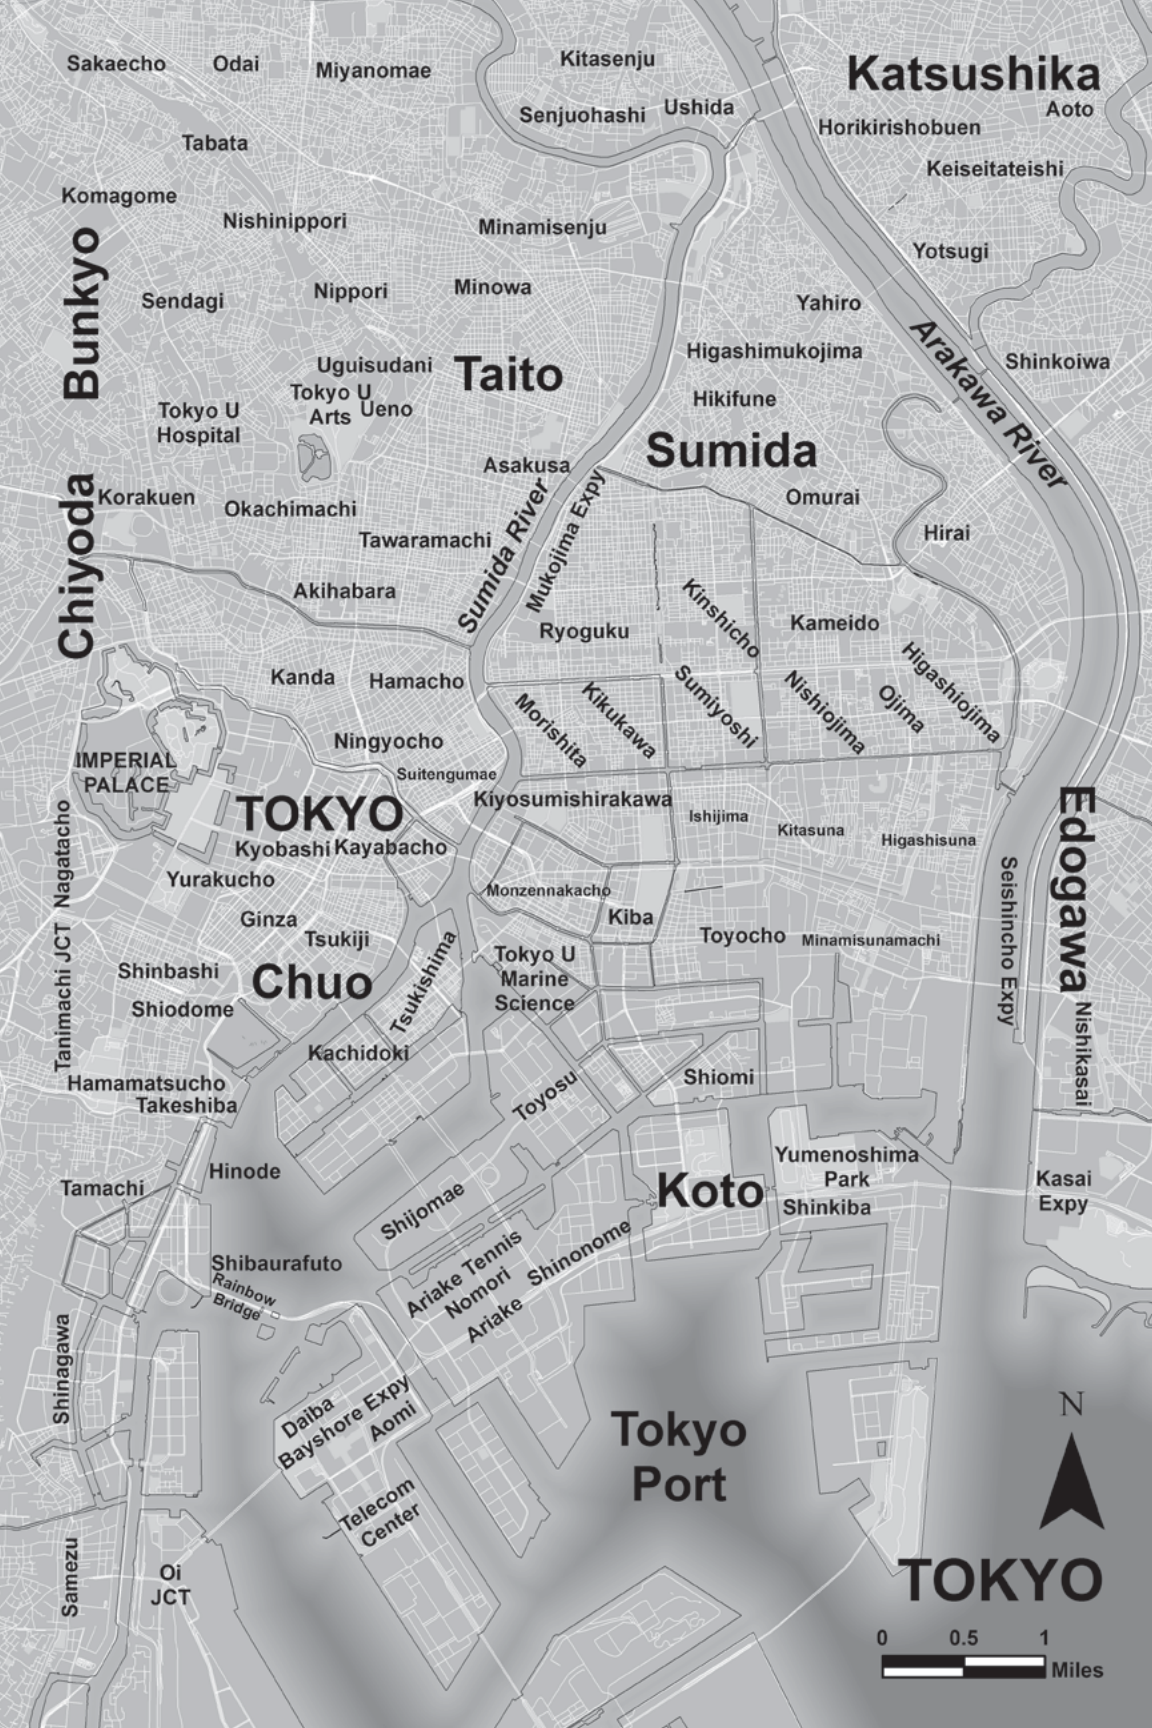 Sakaecho
Odai
Miyanomae
Kitasenju
Katsushika
Senjuohashi
Ushida
Aoto
Horikirishobuen
Tabata
Keiseitateishi
Komagome
Nishinippori
Minamisenju
Bunkyo
Yotsugi
Sendagi
Nippori
Minowa
Yahiro
Arakawa River
Higashimukojima
Shinkoiwa
Uguisudani
Taito
Tokyo U
Arts
Ueno
Hikifune
Tokyo U
Hospital
Sumida
Asakusa
Chiyoda
Korakuen
Okachimachi
Omurai
Sumida River
Mukojima Expy
Tawaramachi
Hirai
Akihabara
Kinshicho
Ryoguku
Kameido
Kanda
Hamacho
Morishita
Kikukawa
Sumiyoshi
Nishiojima
Ojima
Higashiojima
IMPERIAL
PALACE
Ningyocho
Suitengumae
Kiyosumishirakawa
TOKYO
Ishijima
Kitasuna
Higashisuna
Edogawa
Kyobashi
Kayabacho
Nagatacho
Yurakucho
Monzennakacho
Seishincho Expy
Ginza
Kiba
Tsukiji
Toyocho
Minamisunamachi
Tanimachi JCT
Shinbashi
Chuo
Tsukishima
Tokyo U
Marine
Science
Shiodome
Kachidoki
Nishikasai
Hamamatsucho
Takeshiba
Toyosu
Shiomi
Hinode
Tamachi
Shijomae
Koto
Yumenoshima
Park
Shinkiba
Kasai
Expy
Shibaurafuto
Rainbow
Bridge
Ariake Tennis
Nomori
Ariake
Shinonome
Shinagawa
Daiba
Bayshore Expy
Aomi
Tokyo
Port
N
Telecom
Center
Samezu
Oi
JCT
TOKYO
0 0.5 1
Miles